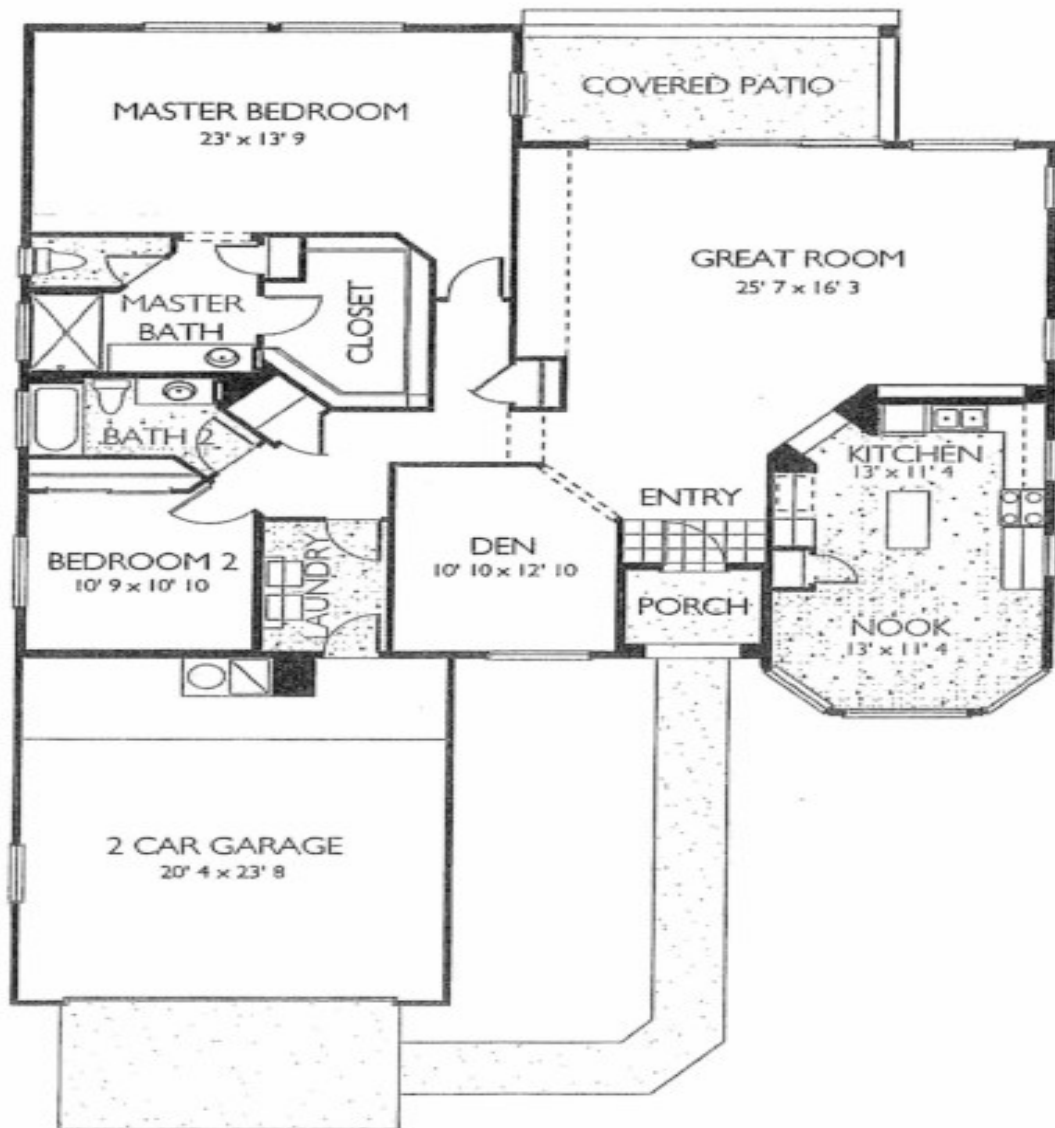 COVERED PATIO
MASTER BEDROOM
23' x 13' 9
GREAT ROOM
25' 7 x 16' 3
MASTER
BATH
CLOSET
BATH 2
KITCHEN
13' x 11' 4
ENTRY
BEDROOM 2
10' 9 x 10' 10
LAUNDRY
DEN
10' 10 x 12' 10
PORCH
NOOK
13' x 11' 4
2 CAR GARAGE
20' 4 x 23' 8